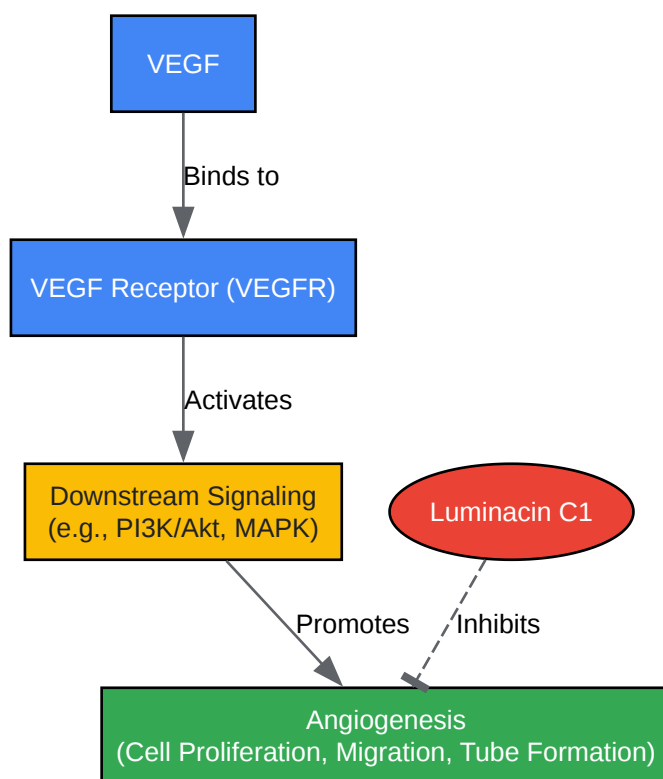 VEGF
Binds to
VEGF Receptor (VEGFR)
Activates
Downstream Signaling
(e.g., PI3K/Akt, MAPK)
Luminacin C1
Promotes
Inhibits
Angiogenesis
(Cell Proliferation, Migration, Tube Formation)